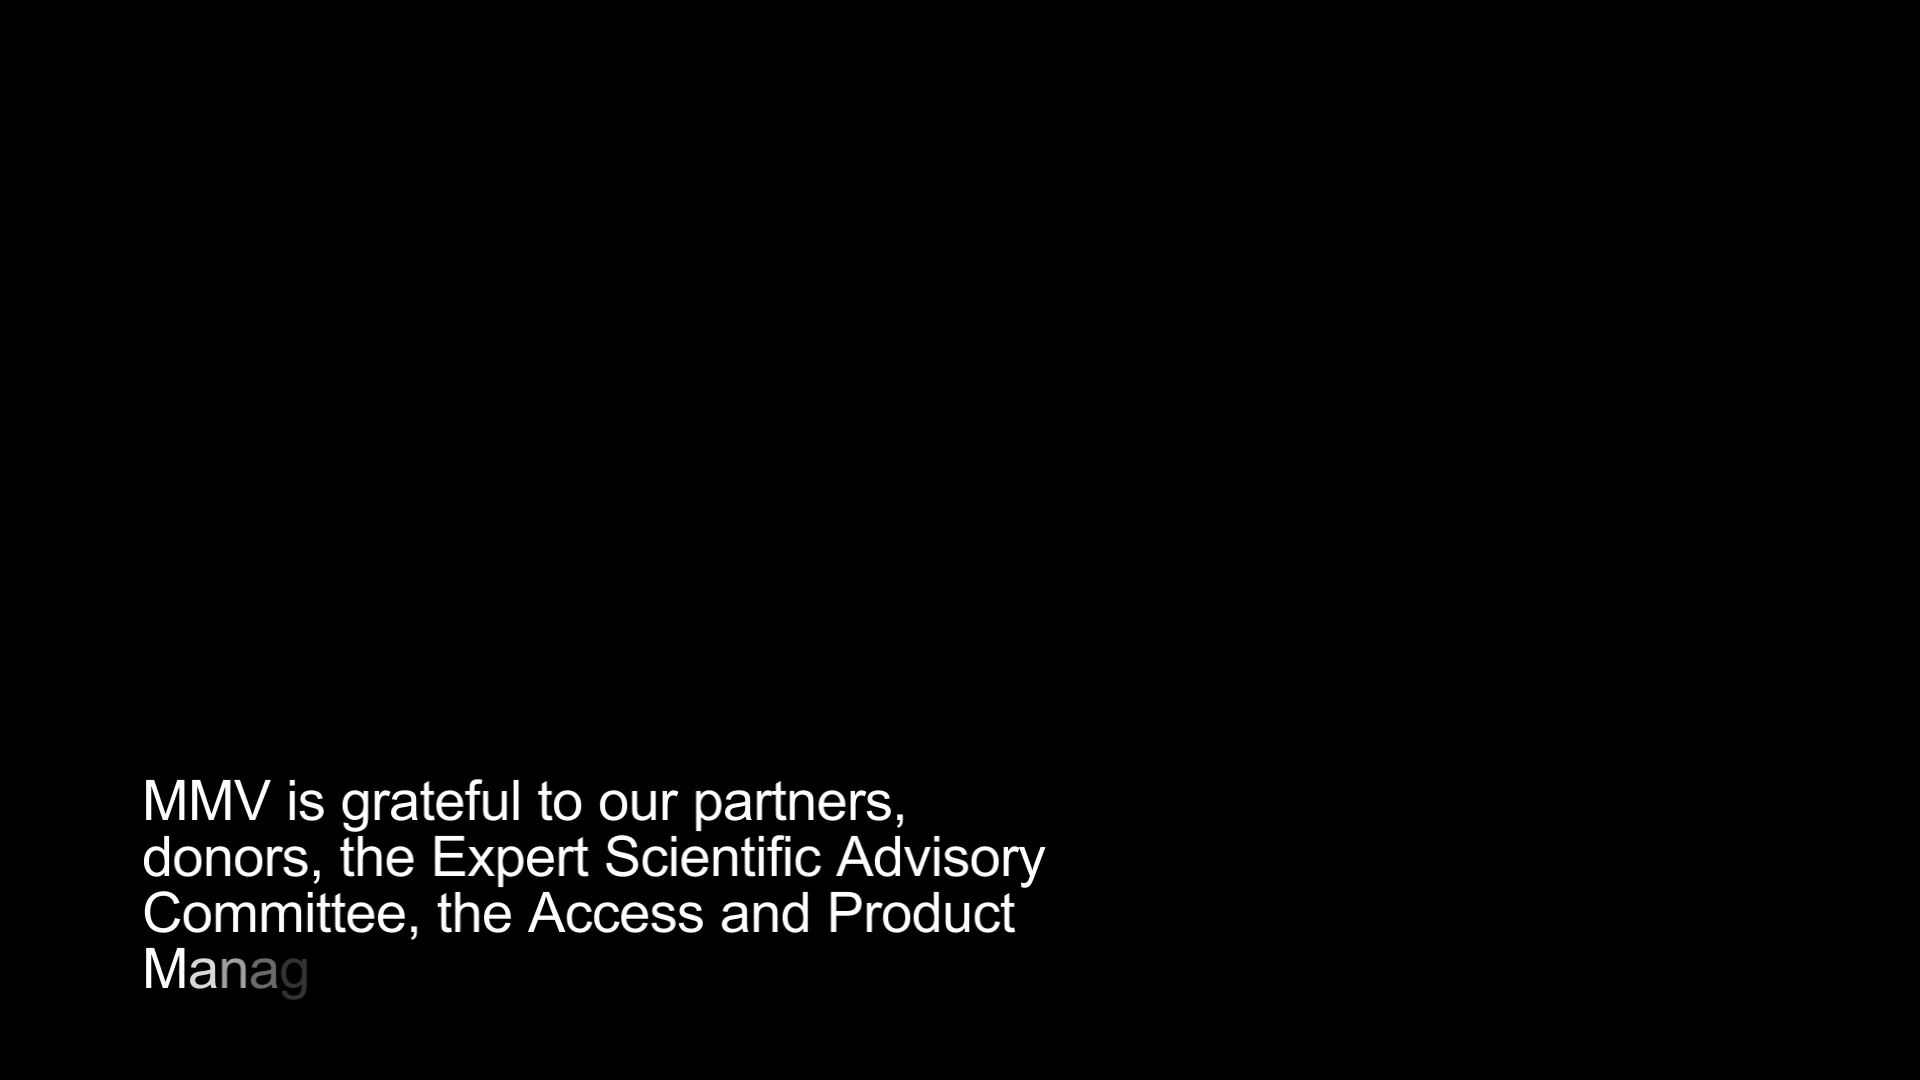 MMV is grateful to our partners,
donors, the Expert Scientific Advisory
Committee, the Access and Product
Manag